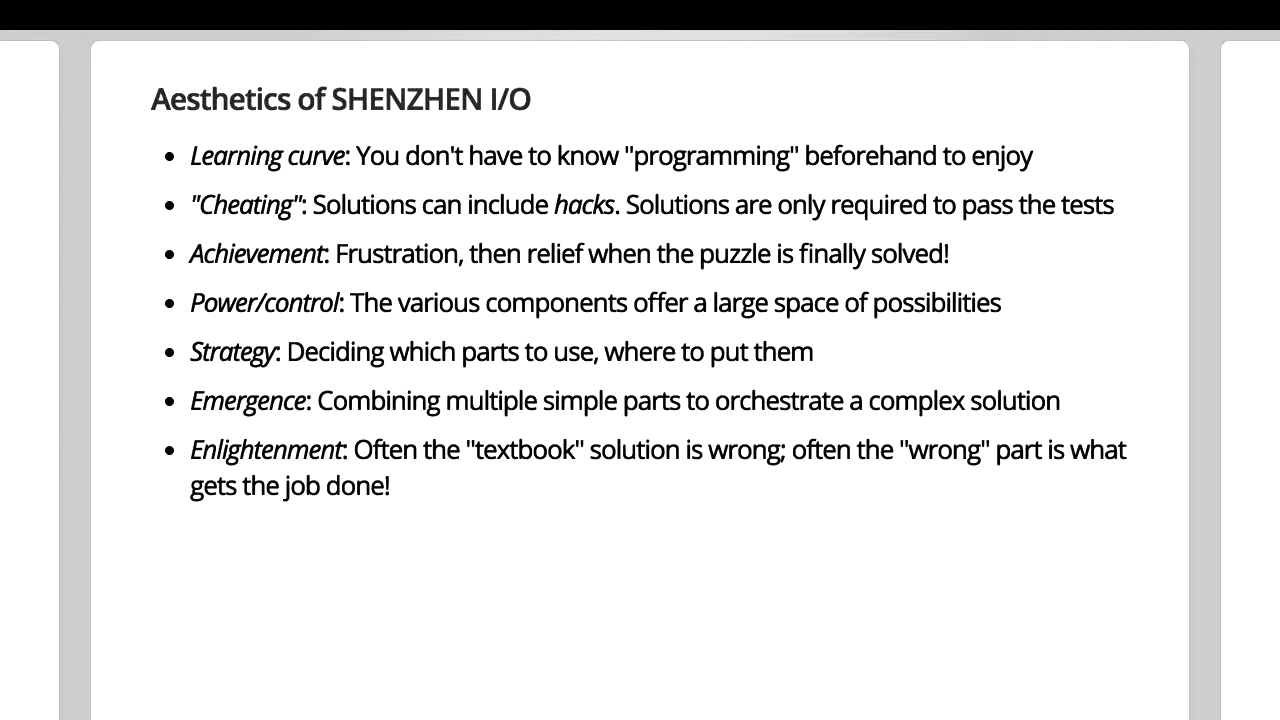 Aesthetics of SHENZHEN I/O
• Learning curve: You don't have to know "programming" beforehand to enjoy
• "Cheating": Solutions can include hacks. Solutions are only required to pass the tests
• Achievement: Frustration, then relief when the puzzle is finally solved!
• Power/control: The various components offer a large space of possibilities
• Strategy: Deciding which parts to use, where to put them
• Emergence: Combining multiple simple parts to orchestrate a complex solution
• Enlightenment: Often the "textbook" solution is wrong; often the "wrong" part is what
gets the job done!